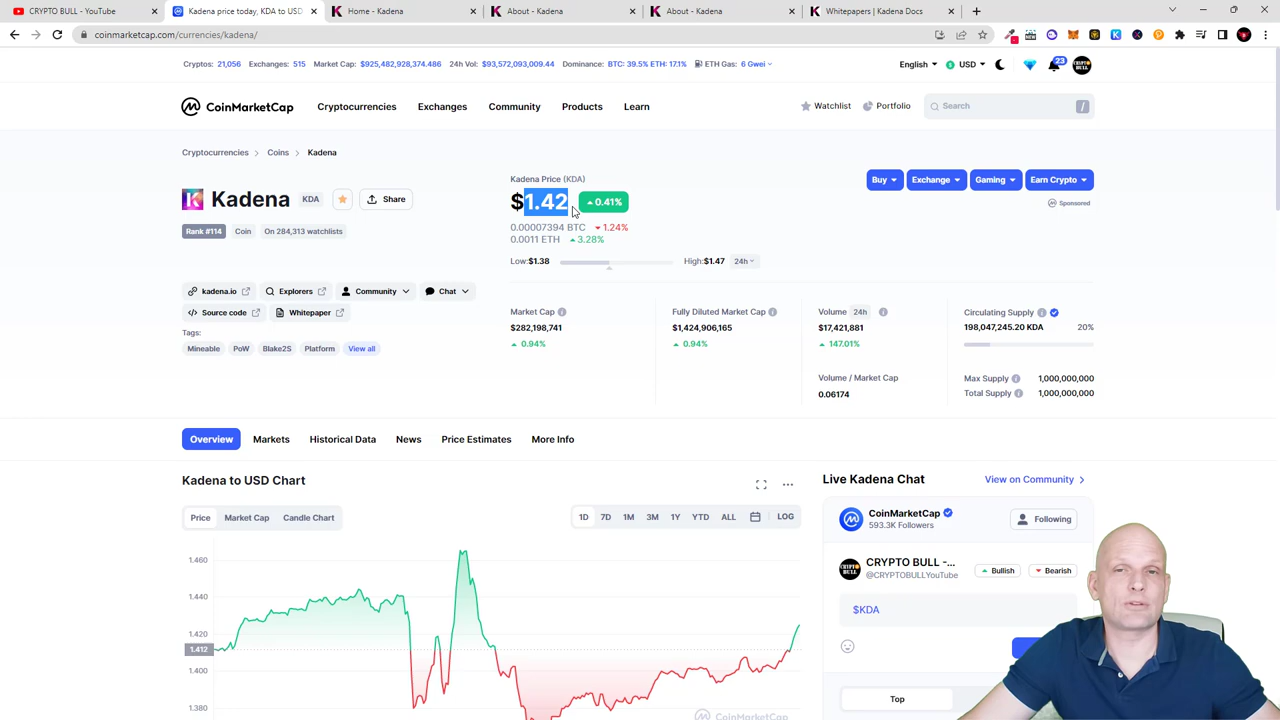 CRYPTO BULL - YouTube
Kadena price today, KDA to USD
Home - Kadena
About - Kadena
About - Kadena
Whitepapers | Kadena Docs
coinmarketcap.com/currencies/kadena/
Cryptos: 21,056 Exchanges: 515 Market Cap: $925,482,928,374.486 24h Vol: $93,572,093,009.44 Dominance: BTC: 39.5% ETH: 17.1% ETH Gas: 6 Gwei
English USD 23
CoinMarketCap Cryptocurrencies Exchanges Community Products Learn Watchlist Portfolio Search /
Cryptocurrencies > Coins > Kadena
Kadena KDA Share
Rank #114 Coin On 284,313 watchlists
kadena.io Explorers Community Chat
Source code Whitepaper
Tags:
Mineable PoW Blake2S Platform View all
Kadena Price (KDA)
$1.42 0.41%
0.00007394 BTC 1.24%
0.0011 ETH 3.28%
Low: $1.38 High: $1.47 24h
Buy Exchange Gaming Earn Crypto
Sponsored
Market Cap
$282,198,741
0.94%
Fully Diluted Market Cap
$1,424,906,165
0.94%
Volume 24h
$17,421,881
147.01%
Volume / Market Cap
0.06174
Circulating Supply
198,047,245.20 KDA 20%
Max Supply 1,000,000,000
Total Supply 1,000,000,000
Overview Markets Historical Data News Price Estimates More Info
Kadena to USD Chart
Price Market Cap Candle Chart 1D 7D 1M 3M 1Y YTD ALL LOG
1.460
1.440
1.420
1.412
1.400
1.380
CoinMarketCap
Live Kadena Chat View on Community
CoinMarketCap
593.3K Followers
Following
CRYPTO BULL -...
@CRYPTOBULLYouTube
Bullish Bearish
$KDA
Top